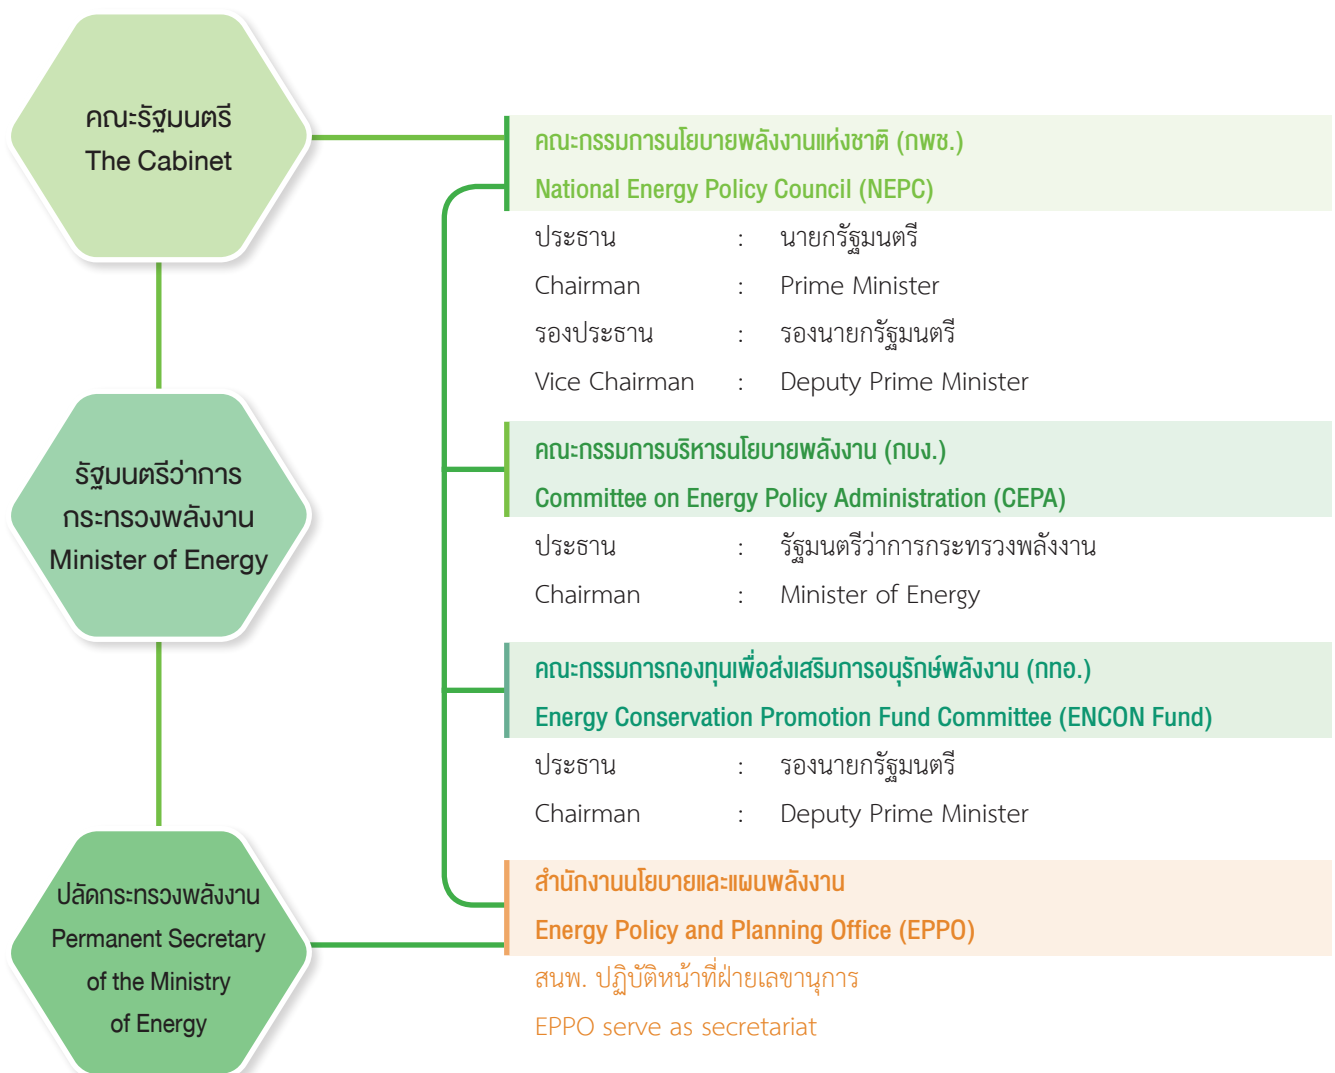 คณะรัฐมนตรี
The Cabinet
คณะกรรมการนโยบายพลังงานแห่งชาติ (กพช.)
National Energy Policy Council (NEPC)
ประธาน : นายกรัฐมนตรี
Chairman : Prime Minister
รองประธาน : รองนายกรัฐมนตรี
Vice Chairman : Deputy Prime Minister
รัฐมนตรีว่าการ
กระทรวงพลังงาน
Minister of Energy
คณะกรรมการบริหารนโยบายพลังงาน (กบง.)
Committee on Energy Policy Administration (CEPA)
ประธาน : รัฐมนตรีว่าการกระทรวงพลังงาน
Chairman : Minister of Energy
คณะกรรมการกองทุนเพื่อส่งเสริมการอนุรักษ์พลังงาน (กทอ.)
Energy Conservation Promotion Fund Committee (ENCON Fund)
ประธาน : รองนายกรัฐมนตรี
Chairman : Deputy Prime Minister
ปลัดกระทรวงพลังงาน
Permanent Secretary
of the Ministry
of Energy
สำนักงานนโยบายและแผนพลังงาน
Energy Policy and Planning Office (EPPO)
สนพ. ปฏิบัติหน้าที่ฝ่ายเลขานุการ
EPPO serve as secretariat